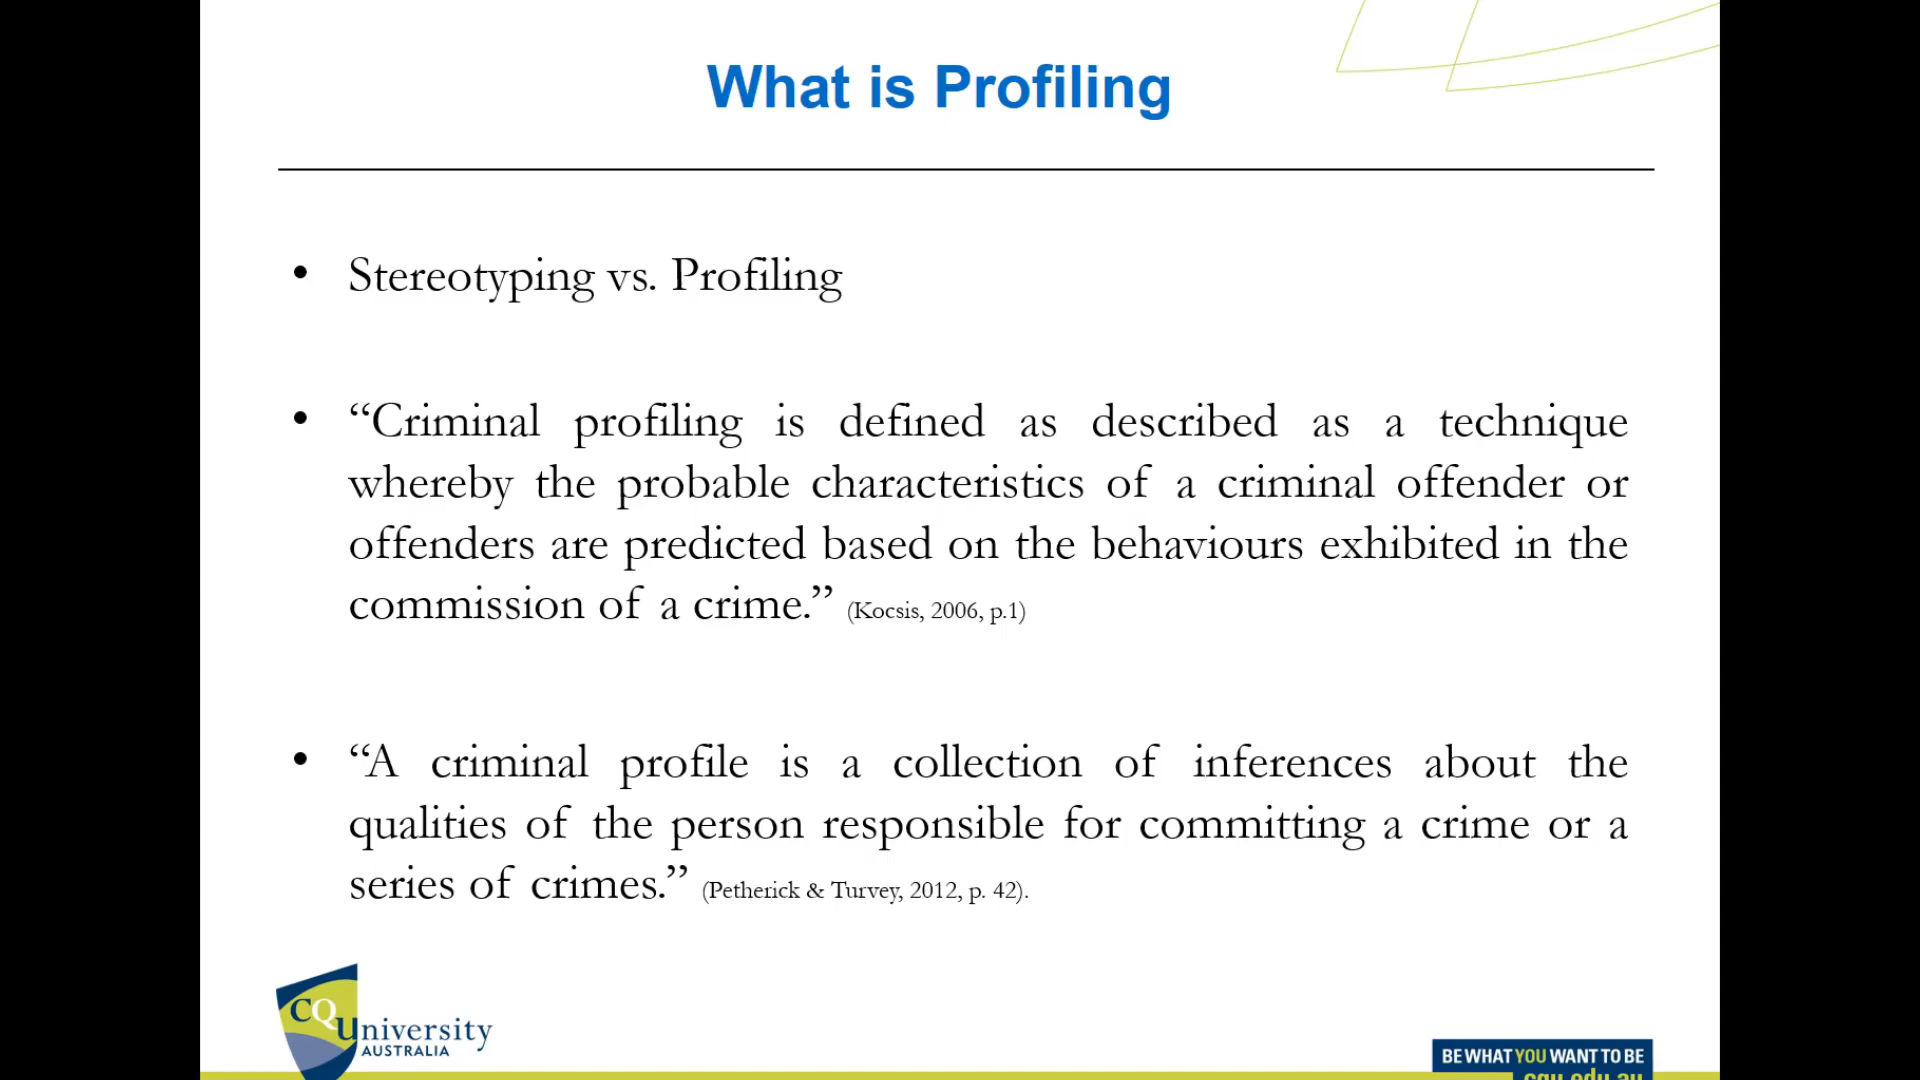 What is Profiling
• Stereotyping vs. Profiling
• “Criminal profiling is defined as described as a technique
whereby the probable characteristics of a criminal offender or
offenders are predicted based on the behaviours exhibited in the
commission of a crime.” (Kocsis, 2006, p.1)
• “A criminal profile is a collection of inferences about the
qualities of the person responsible for committing a crime or a
series of crimes.” (Petherick & Turvey, 2012, p. 42).
CQUniversity
AUSTRALIA
BE WHAT YOU WANT TO BE
cqu.edu.au